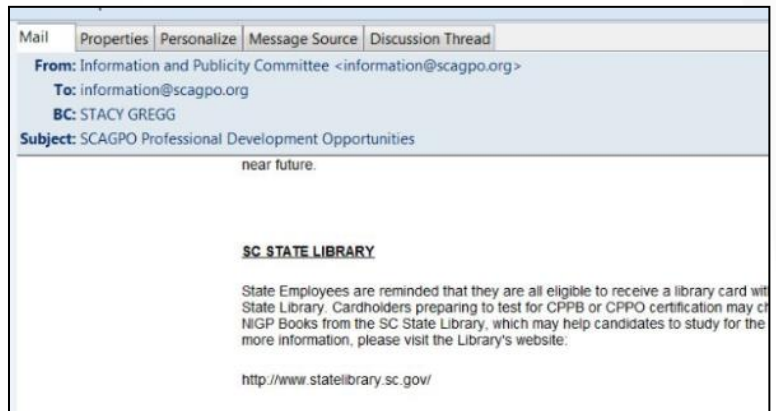 Mail Properties Personalize Message Source Discussion Thread
From: Information and Publicity Committee <information@scagpo.org>
To: information@scagpo.org
BC: STACY GREGG
Subject: SCAGPO Professional Development Opportunities
near future.
SC STATE LIBRARY
State Employees are reminded that they are all eligible to receive a library card
State Library. Cardholders preparing to test for CPPB or CPPO certification may
NIGP Books from the SC State Library, which may help candidates to study for the
more information, please visit the Library's website:
http://www.statelibrary.sc.gov/